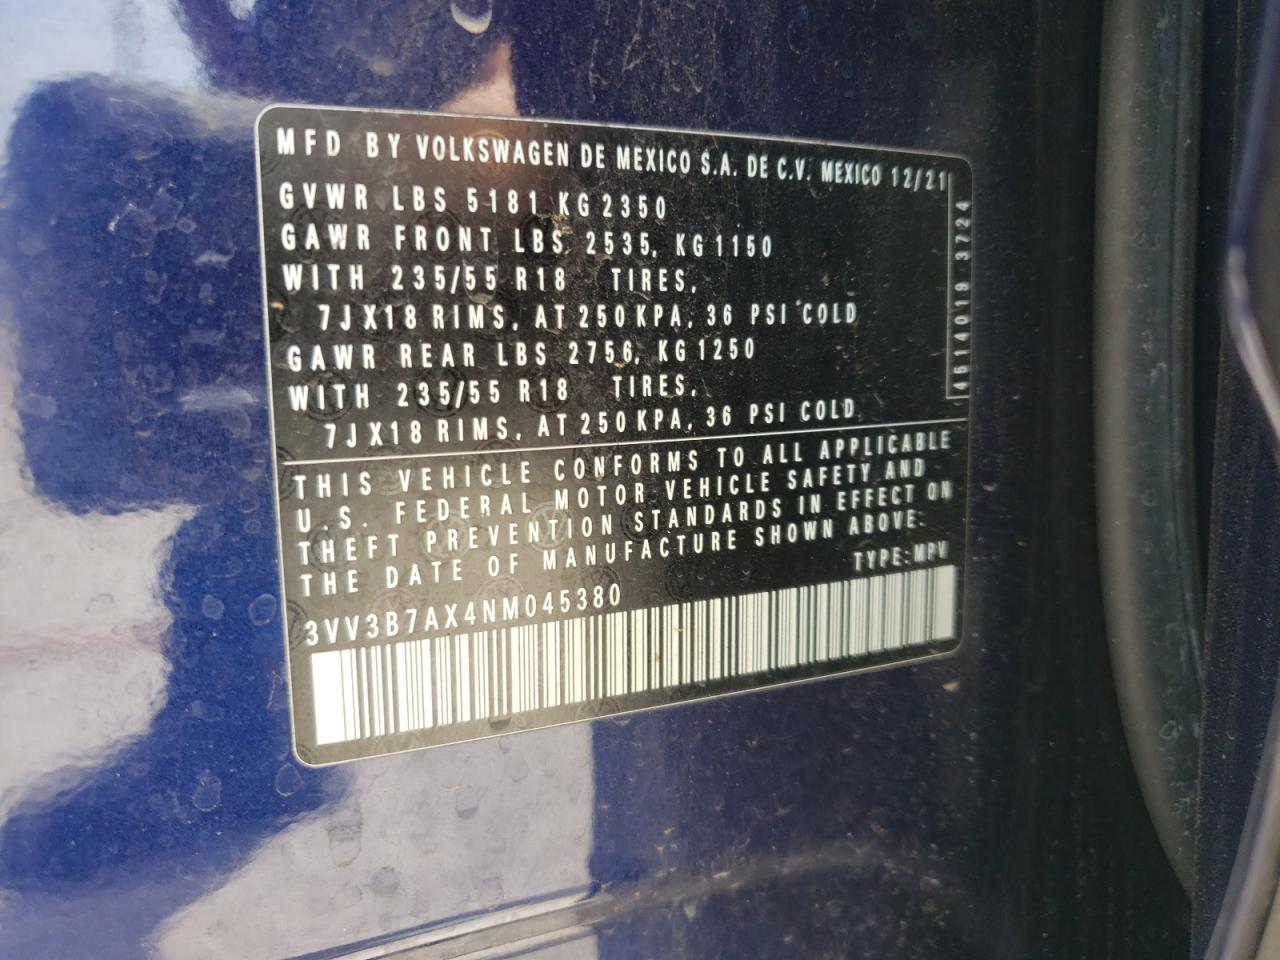 MFD BY VOLKSWAGEN DE MEXICO S.A. DE C.V. MEXICO 12/21
GVWR LBS 5181 KG 2350
GAWR FRONT LBS 2535, KG 1150
WITH 235/55 R18 TIRES,
7JX18 RIMS, AT 250 KPA, 36 PSI COLD
GAWR REAR LBS 2756, KG 1250
WITH 235/55 R18 TIRES,
7JX18 RIMS, AT 250 KPA, 36 PSI COLD
4514019 3724
THIS VEHICLE CONFORMS TO ALL APPLICABLE
U.S. FEDERAL MOTOR VEHICLE SAFETY AND
THEFT PREVENTION STANDARDS IN EFFECT ON
THE DATE OF MANUFACTURE SHOWN ABOVE.
TYPE:MPV
3VV3B7AX4NM045380